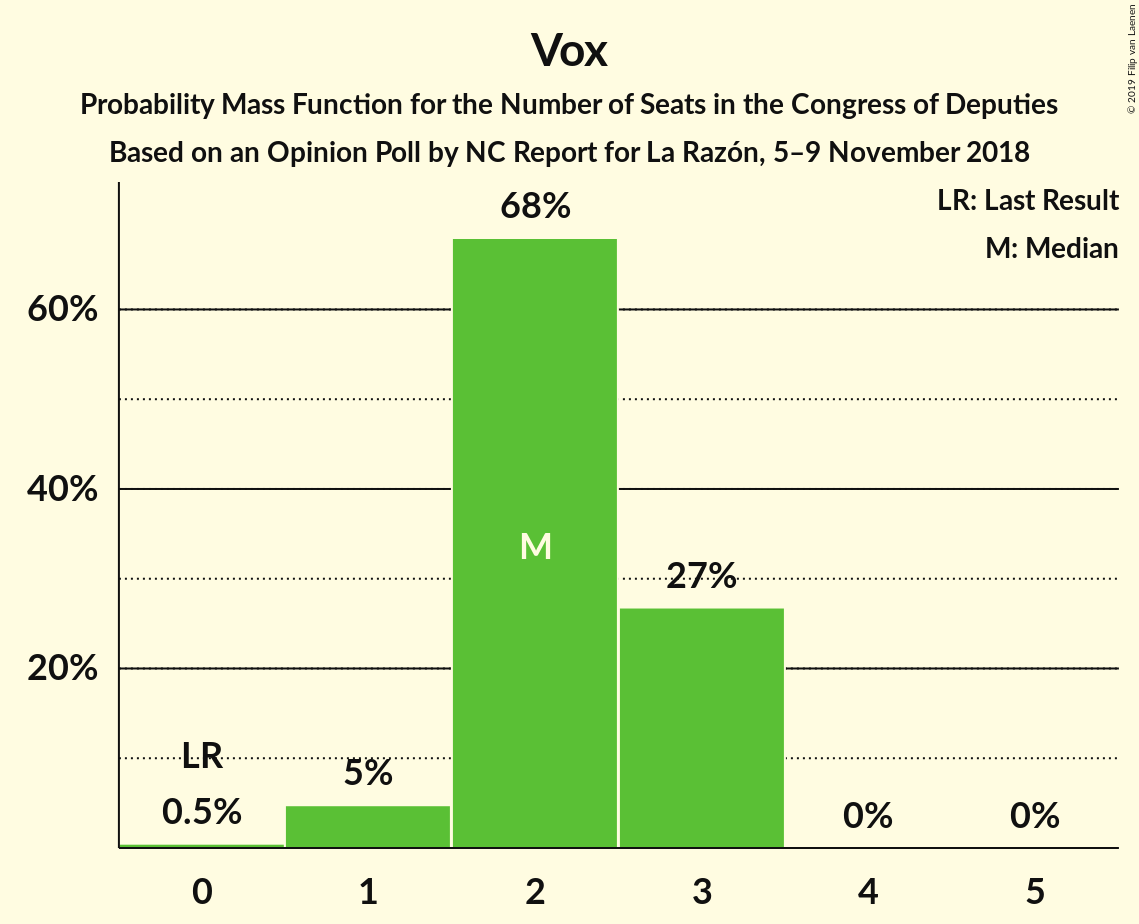 Vox
Probability Mass Function for the Number of Seats in the Congress of Deputies
Based on an Opinion Poll by NC Report for La Razón, 5–9 November 2018
© 2019 Filip van Laenen
LR: Last Result
M: Median
68%
60%
40%
M
27%
20%
LR
5%
0.5%
0%
0%
0
1
2
3
4
5